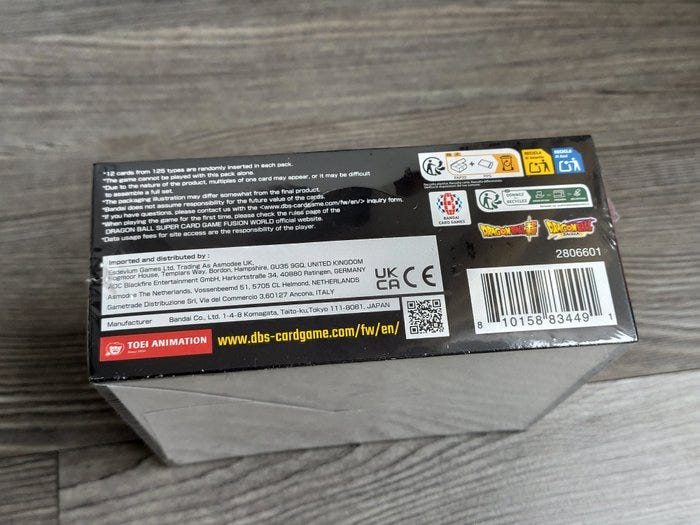 *12 cards from 125 types are randomly inserted in each pack.
*The game cannot be played with this pack alone.
*Due to the nature of the product, multiples of one card may appear, or it may be difficult
to assemble a full set.
*The packaging illustration may differ somewhat from the final product.
*Bandai does not assume responsibility for the future value of the cards.
*If you have questions, please contact us with the <www.dbs-cardgame.com/fw/en/> inquiry form.
*When playing the game for the first time, please check the rules page of the
DRAGON BALL SUPER CARD GAME FUSION WORLD official website.
*Data usage fees for site access are the responsibility of the player.
Imported and distributed by :
Esdevium Games Ltd, Trading As Asmodee UK,
Hogmoor House, Templars Way, Bordon, Hampshire, GU35 9GQ, UNITED KINGDOM
ADC Blackfire Entertainment GmbH, Harkortstraße 34, 40880 Ratingen, GERMANY
Asmodee The Netherlands, Vossenbeemd 51, 5705 CL Helmond, NETHERLANDS
Gametrade Distribuzione Srl, Via del Commercio 3,60127 Ancona, ITALY
UK
CA CE
Manufacturer Bandai Co., Ltd. 1-4-8 Komagata, Taito-ku,Tokyo 111-8081, JAPAN
TOEI ANIMATION
www.dbs-cardgame.com/fw/en/
RECICLA
RECICLA
BANDAI
CARD GAMES
DONNEZ
RECYCLEZ
DRAGONBALL
DRAGONBALL
2806601
8 10158 83449 1